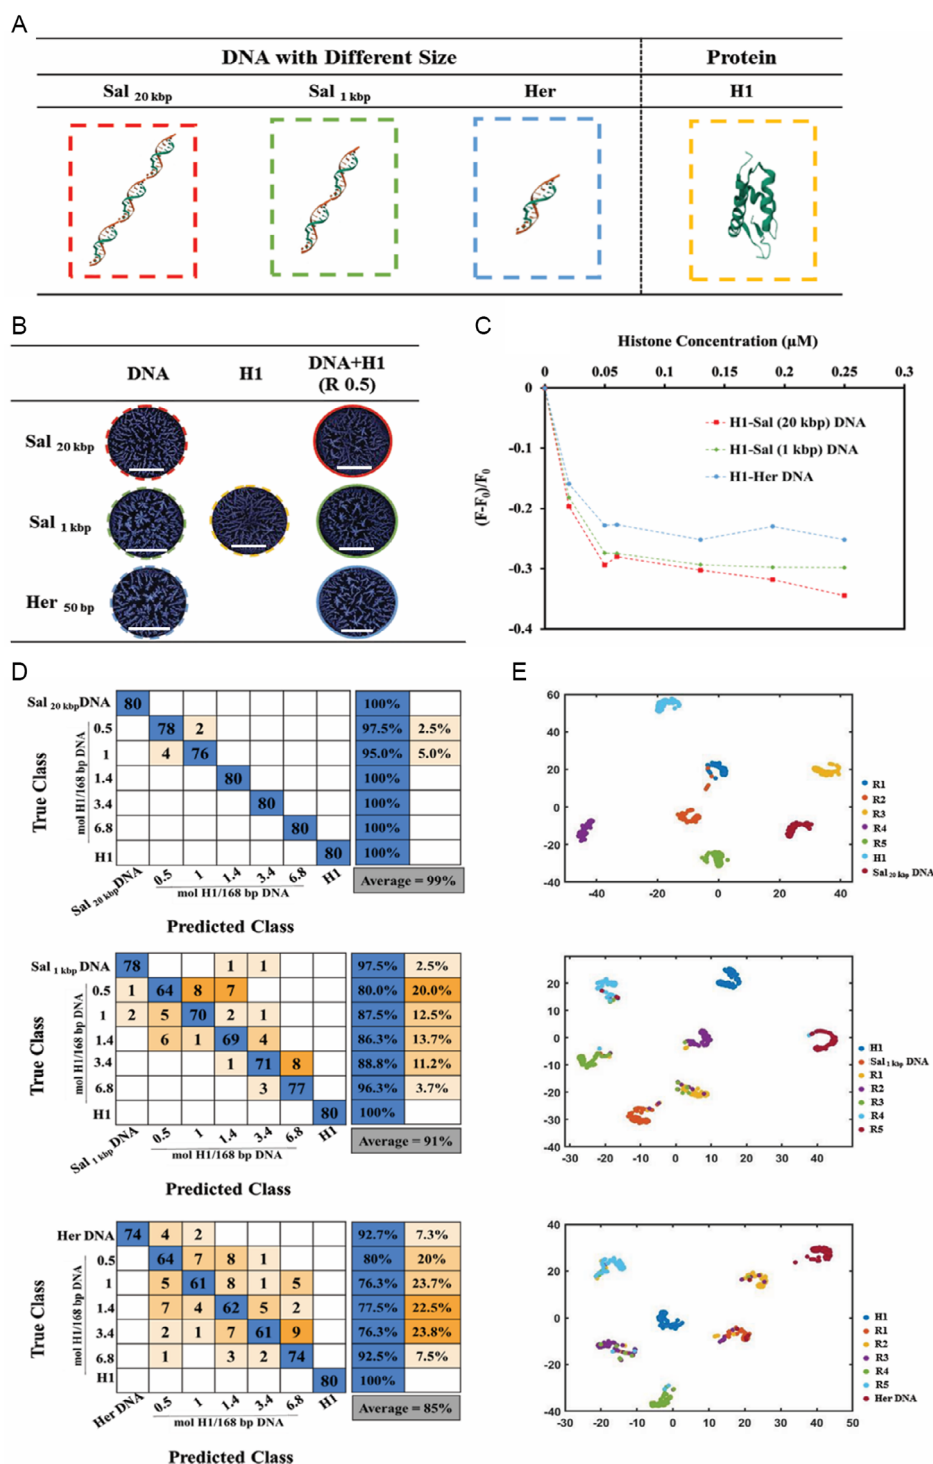 A
DNA with Different Size Protein
Sal 20 kbp Sal 1 kbp Her H1
B
DNA H1 DNA+H1 (R 0.5)
Sal 20 kbp
Sal 1 kbp
Her 50 bp
C
Histone Concentration (µM)
0 0.05 0.1 0.15 0.2 0.25 0.3
0
-0.1
-0.2
-0.3
-0.4
(F-F0)/F0
H1-Sal (20 kbp) DNA
H1-Sal (1 kbp) DNA
H1-Her DNA
D
True Class
mol H1/168 bp DNA
Sal 20 kbp DNA 80 100%
0.5 78 2 97.5% 2.5%
1 4 76 95.0% 5.0%
1.4 80 100%
3.4 80 100%
6.8 80 100%
H1 80 100%
Sal 20 kbp DNA 0.5 1 1.4 3.4 6.8 H1
mol H1/168 bp DNA
Average = 99%
Predicted Class
True Class
mol H1/168 bp DNA
Sal 1 kbp DNA 78 1 1 97.5% 2.5%
0.5 1 64 8 7 80.0% 20.0%
1 2 5 70 2 1 87.5% 12.5%
1.4 6 1 69 4 86.3% 13.7%
3.4 1 71 8 88.8% 11.2%
6.8 3 77 96.3% 3.7%
H1 80 100%
Sal 1 kbp DNA 0.5 1 1.4 3.4 6.8 H1
mol H1/168 bp DNA
Average = 91%
Predicted Class
True Class
mol H1/168 bp DNA
Her DNA 74 4 2 92.7% 7.3%
0.5 64 7 8 1 80% 20%
1 5 61 8 1 5 76.3% 23.7%
1.4 7 4 62 5 2 77.5% 22.5%
3.4 2 1 7 61 9 76.3% 23.8%
6.8 1 3 2 74 92.5% 7.5%
H1 80 100%
Her DNA 0.5 1 1.4 3.4 6.8 H1
mol H1/168 bp DNA
Average = 85%
Predicted Class
E
60
40
20
0
-20
-40
-40 -20 0 20 40
R1
R2
R3
R4
R5
H1
Sal 20 kbp DNA
20
10
0
-10
-20
-30
-40
-30 -20 -10 0 10 20 30 40
H1
Sal 1 kbp DNA
R1
R2
R3
R4
R5
40
20
0
-20
-40
-30 -20 -10 0 10 20 30 40 50
H1
R1
R2
R3
R4
R5
Her DNA